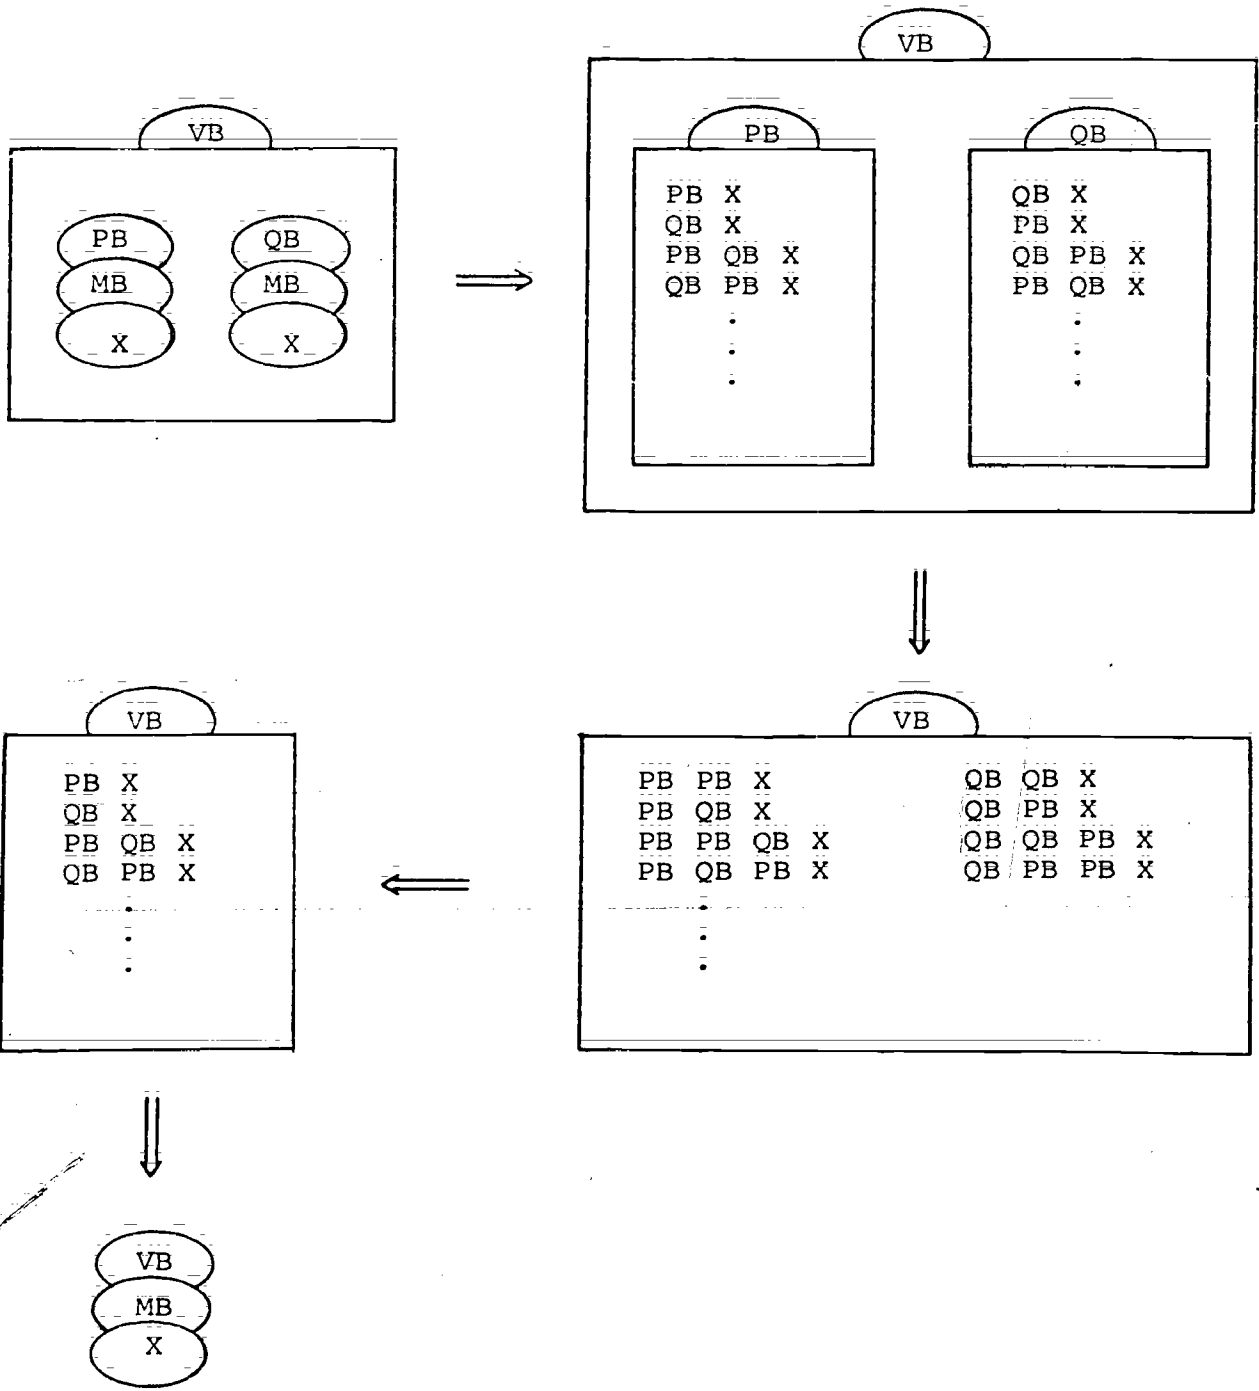 VB
PB QB
MB MB
X X
VB
PB
PB X
QB X
PB QB X
QB PB X
.
.
.
QB
QB X
PB X
QB PB X
PB QB X
.
.
.
VB
PB PB X
PB QB X
PB PB QB X
PB QB PB X
.
.
.
QB QB X
QB PB X
QB QB PB X
QB PB PB X
VB
PB X
QB X
PB QB X
QB PB X
.
.
.
VB
MB
X